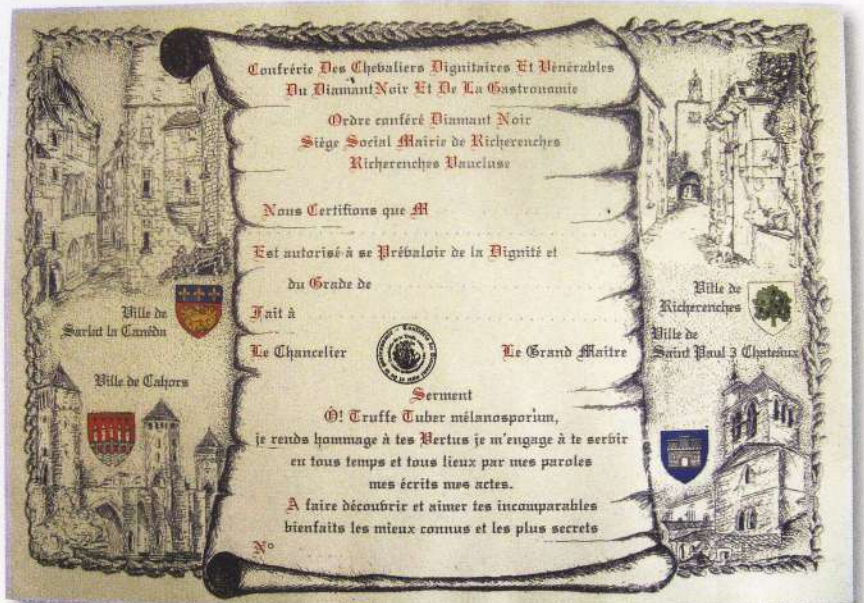 Confrérie Des Chevaliers Dignitaires Et Vénérables
Du Diamant Noir Et De La Gastronomie
Ordre conféré Diamant Noir
Siège Social Mairie de Richerenches
Richerenches Vaucluse
Nous Certifions que M
Est autorisé à se Prévaloir de la Dignité et
du Grade de
Fait à
Le Chancelier
Le Grand Maitre
Serment
Ô! Truffe Tuber mélanosporum,
je rends hommage à tes Vertus je m'engage à te servir
en tous temps et tous lieux par mes paroles
mes écrits mes actes.
A faire découvrir et aimer tes incomparables
bienfaits les mieux connus et les plus secrets
N°
Ville de
Sarlat la Canéda
Ville de Cahors
Ville de
Richerenches
Ville de
Saint Paul 3 Chateaux